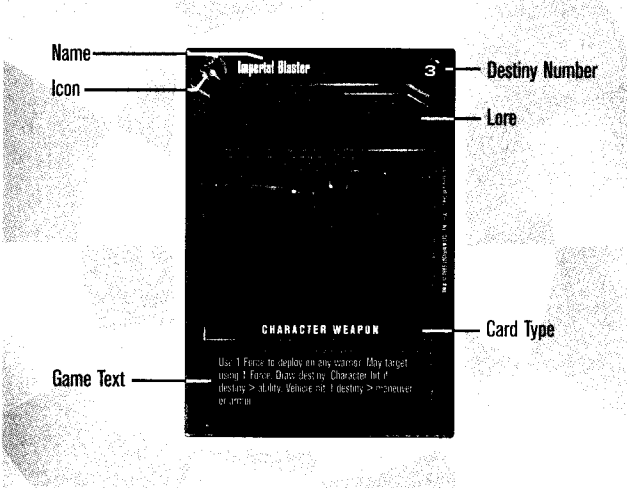 Name
Imperial Blaster
3
Destiny Number
Icon
Lore
CHARACTER WEAPON
Card Type
Use 1 Force to deploy on any warrior. May target
using 1 Force. Draw destiny. Character hit if
destiny > ability. Vehicle hit if destiny > maneuver
or armor.
Game Text